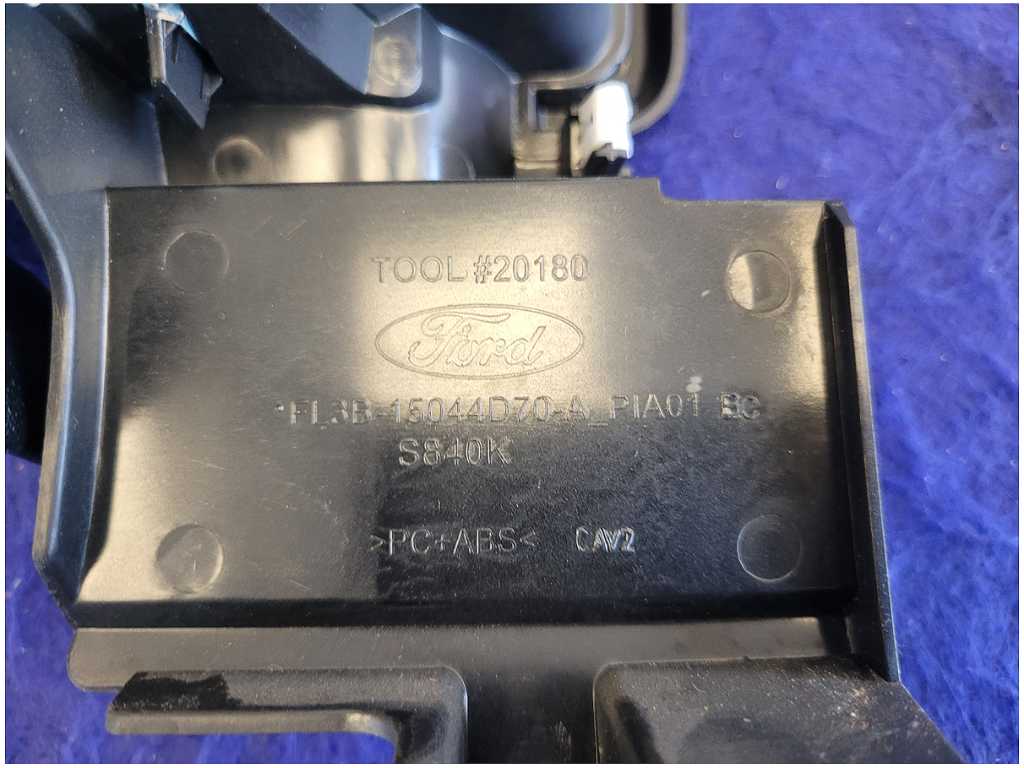 TOOL #20180
Ford
FL3B-15044D70-A_PIA01 BC
S840K
>PC+ABS< CAV2